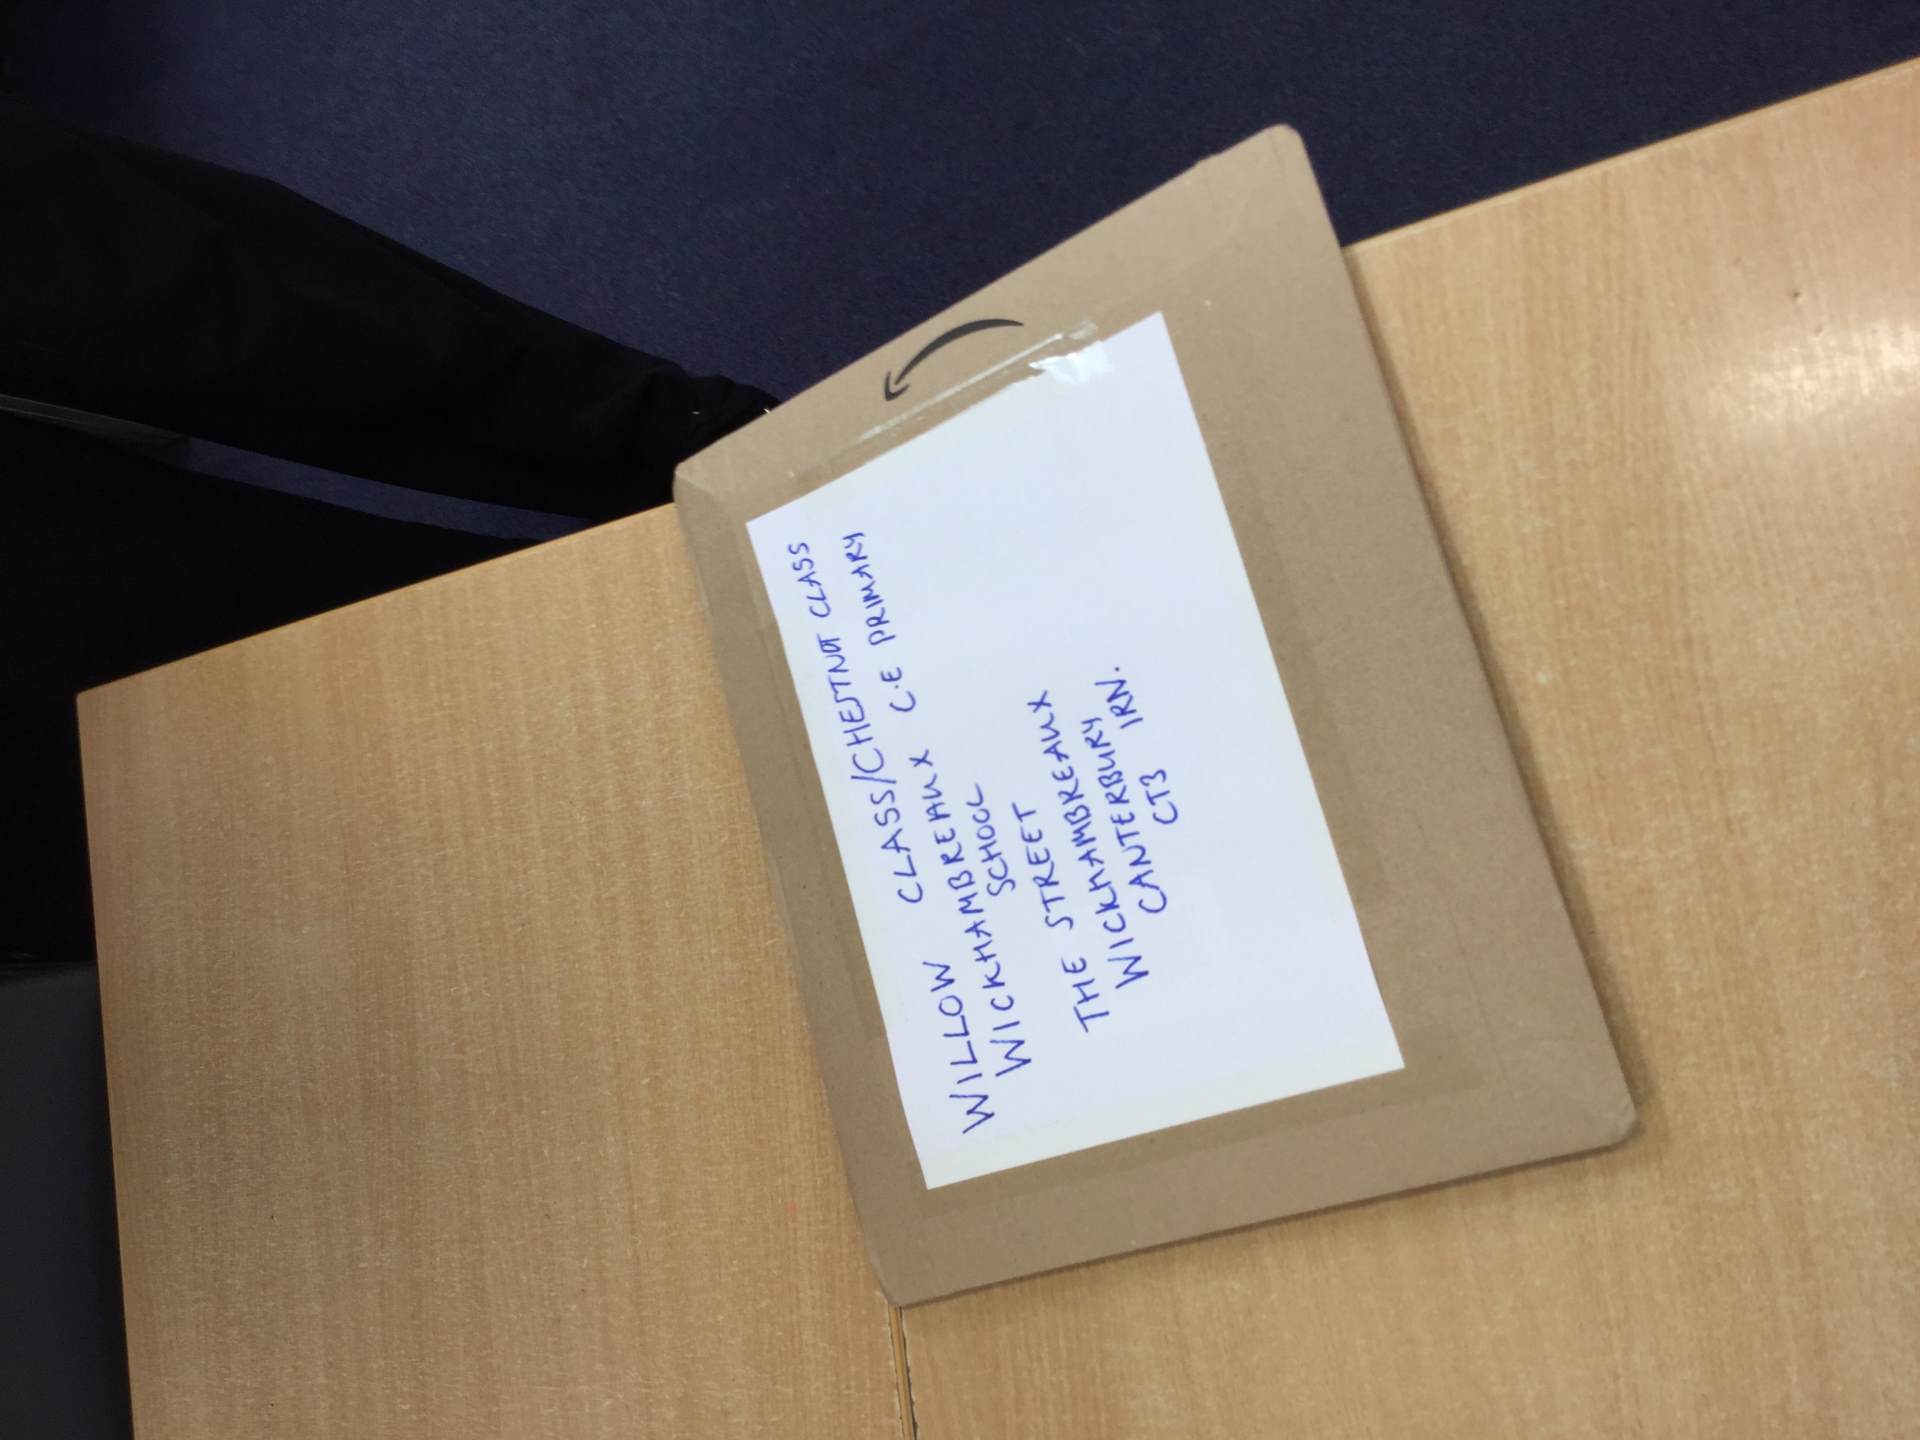 WILLOW CLASS/CHESTNUT CLASS
WICKHAMBREAUX C.E PRIMARY
SCHOOL
THE STREET
WICKHAMBREAUX
CANTERBURY
CT3 1RN.